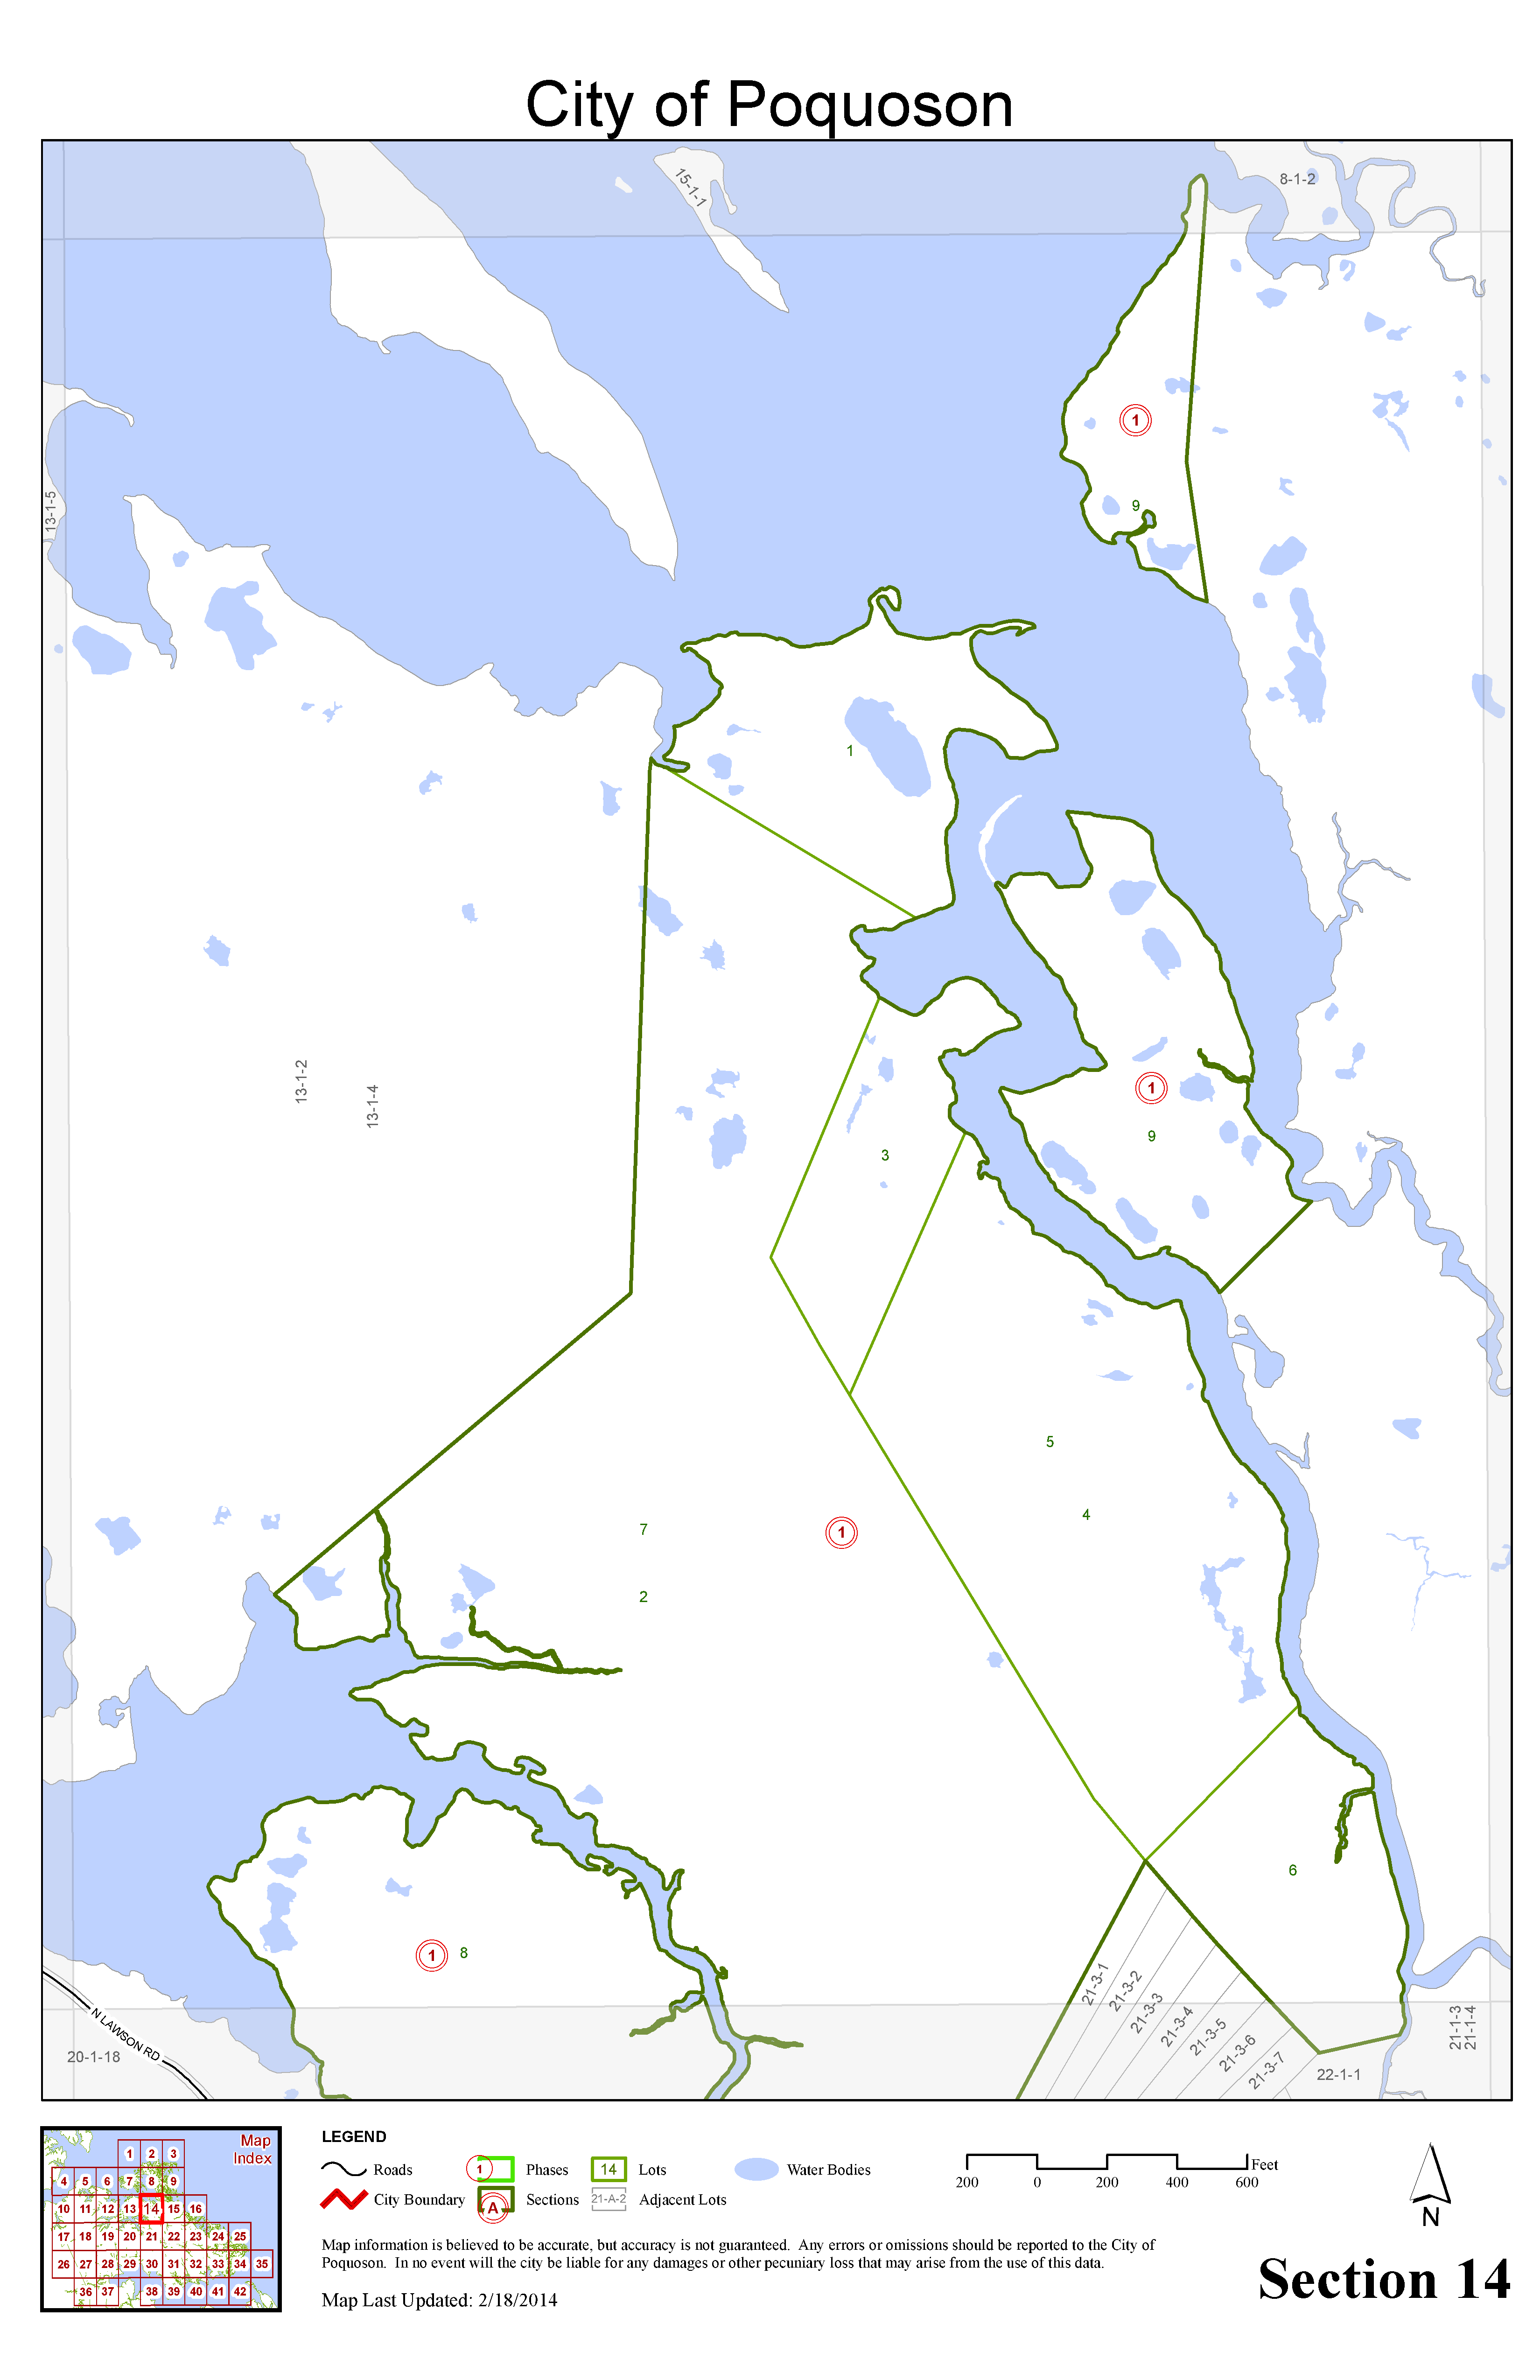 City of Poquoson
15-1-1
8-1-2
1
13-1-5
9
1
13-1-2
13-1-4
1
9
3
5
4
7
1
2
6
1
8
21-3-1
21-3-2
21-3-3
21-3-4
21-3-5
21-3-6
21-3-7
21-1-3
21-1-4
N LAWSON RD
20-1-18
22-1-1
Map
Index
1 2 3
4 5 6 7 8 9
10 11 12 13 14 15 16
17 18 19 20 21 22 23 24 25
26 27 28 29 30 31 32 33 34 35
36 37 38 39 40 41 42
LEGEND
Roads
1 Phases
14 Lots
Water Bodies
City Boundary
A Sections
21-A-2 Adjacent Lots
Feet
200 0 200 400 600
N
Map information is believed to be accurate, but accuracy is not guaranteed. Any errors or omissions should be reported to the City of
Poquoson. In no event will the city be liable for any damages or other pecuniary loss that may arise from the use of this data.
Map Last Updated: 2/18/2014
Section 14